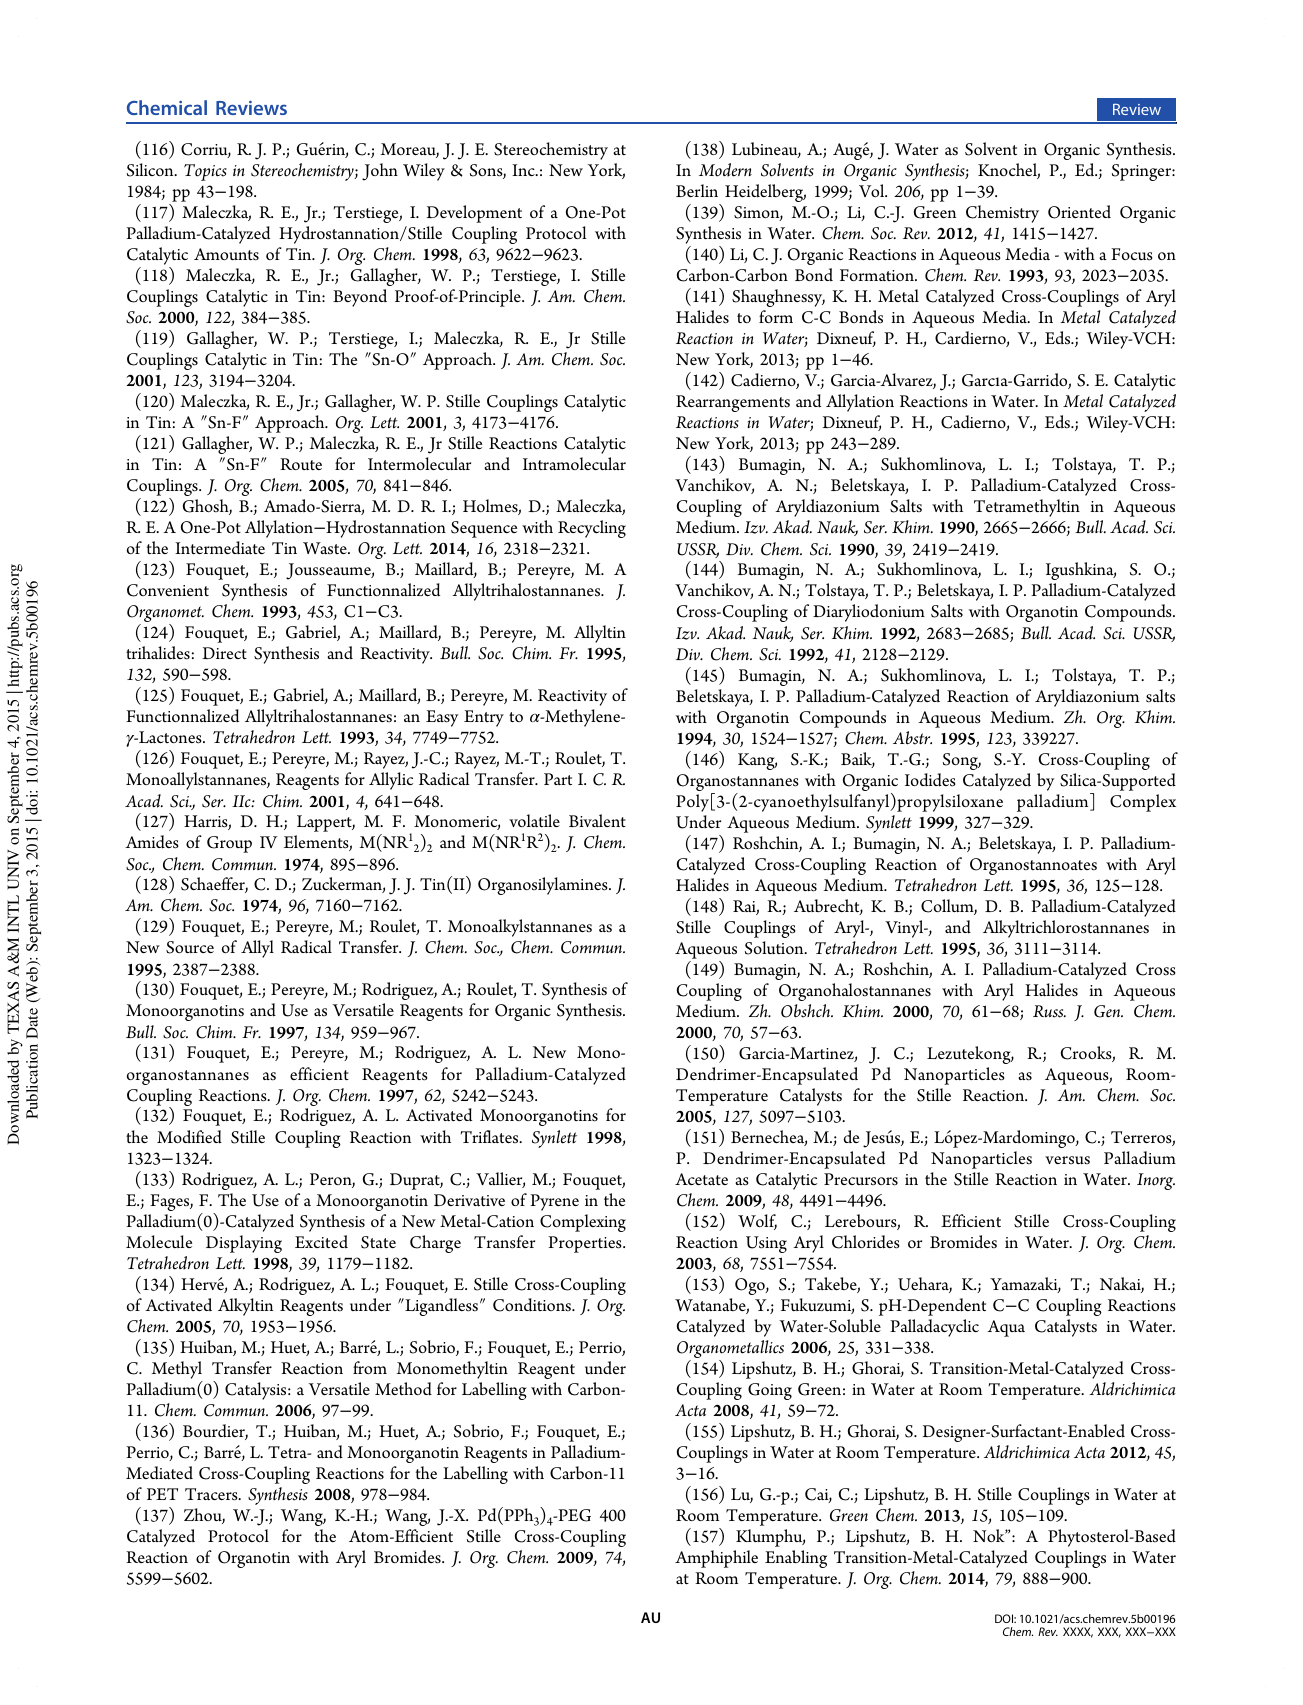 Chemical Reviews
Review
(116) Corriu, R. J. P.; Guérin, C.; Moreau, J. J. E. Stereochemistry at
Silicon. Topics in Stereochemistry; John Wiley & Sons, Inc.: New York,
1984; pp 43−198.
(117) Maleczka, R. E., Jr.; Terstiege, I. Development of a One-Pot
Palladium-Catalyzed Hydrostannation/Stille Coupling Protocol with
Catalytic Amounts of Tin. J. Org. Chem. 1998, 63, 9622−9623.
(118) Maleczka, R. E., Jr.; Gallagher, W. P.; Terstiege, I. Stille
Couplings Catalytic in Tin: Beyond Proof-of-Principle. J. Am. Chem.
Soc. 2000, 122, 384−385.
(119) Gallagher, W. P.; Terstiege, I.; Maleczka, R. E., Jr Stille
Couplings Catalytic in Tin: The ″Sn-O″ Approach. J. Am. Chem. Soc.
2001, 123, 3194−3204.
(120) Maleczka, R. E., Jr.; Gallagher, W. P. Stille Couplings Catalytic
in Tin: A ″Sn-F″ Approach. Org. Lett. 2001, 3, 4173−4176.
(121) Gallagher, W. P.; Maleczka, R. E., Jr Stille Reactions Catalytic
in Tin: A ″Sn-F″ Route for Intermolecular and Intramolecular
Couplings. J. Org. Chem. 2005, 70, 841−846.
(122) Ghosh, B.; Amado-Sierra, M. D. R. I.; Holmes, D.; Maleczka,
R. E. A One-Pot Allylation−Hydrostannation Sequence with Recycling
of the Intermediate Tin Waste. Org. Lett. 2014, 16, 2318−2321.
(123) Fouquet, E.; Jousseaume, B.; Maillard, B.; Pereyre, M. A
Convenient Synthesis of Functionalized Allyltrihalostannanes. J.
Organomet. Chem. 1993, 453, C1−C3.
(124) Fouquet, E.; Gabriel, A.; Maillard, B.; Pereyre, M. Allyltin
trihalides: Direct Synthesis and Reactivity. Bull. Soc. Chim. Fr. 1995,
132, 590−598.
(125) Fouquet, E.; Gabriel, A.; Maillard, B.; Pereyre, M. Reactivity of
Functionnalized Allyltrihalostannanes: an Easy Entry to α-Methylene-
γ-Lactones. Tetrahedron Lett. 1993, 34, 7749−7752.
(126) Fouquet, E.; Pereyre, M.; Rayez, J.-C.; Rayez, M.-T.; Roulet, T.
Monoallylstannanes, Reagents for Allylic Radical Transfer. Part I. C. R.
Acad. Sci., Ser. IIc: Chim. 2001, 4, 641−648.
(127) Harris, D. H.; Lappert, M. F. Monomeric, volatile Bivalent
Amides of Group IV Elements, M(NR¹₂)₂ and M(NR¹R²)₂. J. Chem.
Soc., Chem. Commun. 1974, 895−896.
(128) Schaeffer, C. D.; Zuckerman, J. J. Tin(II) Organosilylamines. J.
Am. Chem. Soc. 1974, 96, 7160−7162.
(129) Fouquet, E.; Pereyre, M.; Roulet, T. Monoalkylstannanes as a
New Source of Allyl Radical Transfer. J. Chem. Soc., Chem. Commun.
1995, 2387−2388.
(130) Fouquet, E.; Pereyre, M.; Rodriguez, A.; Roulet, T. Synthesis of
Monoorganotins and Use as Versatile Reagents for Organic Synthesis.
Bull. Soc. Chim. Fr. 1997, 134, 959−967.
(131) Fouquet, E.; Pereyre, M.; Rodriguez, A. L. New Mono-
organostannanes as efficient Reagents for Palladium-Catalyzed
Coupling Reactions. J. Org. Chem. 1997, 62, 5242−5243.
(132) Fouquet, E.; Rodriguez, A. L. Activated Monoorganotins for
the Modified Stille Coupling Reaction with Triflates. Synlett 1998,
1323−1324.
(133) Rodriguez, A. L.; Peron, G.; Duprat, C.; Vallier, M.; Fouquet,
E.; Fages, F. The Use of a Monoorganotin Derivative of Pyrene in the
Palladium(0)-Catalyzed Synthesis of a New Metal-Cation Complexing
Molecule Displaying Excited State Charge Transfer Properties.
Tetrahedron Lett. 1998, 39, 1179−1182.
(134) Hervé, A.; Rodriguez, A. L.; Fouquet, E. Stille Cross-Coupling
of Activated Alkyltin Reagents under ″Ligandless″ Conditions. J. Org.
Chem. 2005, 70, 1953−1956.
(135) Huiban, M.; Huet, A.; Barré, L.; Sobrio, F.; Fouquet, E.; Perrio,
C. Methyl Transfer Reaction from Monomethyltin Reagent under
Palladium(0) Catalysis: a Versatile Method for Labelling with Carbon-
11. Chem. Commun. 2006, 97−99.
(136) Bourdier, T.; Huiban, M.; Huet, A.; Sobrio, F.; Fouquet, E.;
Perrio, C.; Barré, L. Tetra- and Monoorganotin Reagents in Palladium-
Mediated Cross-Coupling Reactions for the Labelling with Carbon-11
of PET Tracers. Synthesis 2008, 978−984.
(137) Zhou, W.-J.; Wang, K.-H.; Wang, J.-X. Pd(PPh₃)₄-PEG 400
Catalyzed Protocol for the Atom-Efficient Stille Cross-Coupling
Reaction of Organotin with Aryl Bromides. J. Org. Chem. 2009, 74,
5599−5602.
(138) Lubineau, A.; Augé, J. Water as Solvent in Organic Synthesis.
In Modern Solvents in Organic Synthesis; Knochel, P., Ed.; Springer:
Berlin Heidelberg, 1999; Vol. 206, pp 1−39.
(139) Simon, M.-O.; Li, C.-J. Green Chemistry Oriented Organic
Synthesis in Water. Chem. Soc. Rev. 2012, 41, 1415−1427.
(140) Li, C. J. Organic Reactions in Aqueous Media - with a Focus on
Carbon-Carbon Bond Formation. Chem. Rev. 1993, 93, 2023−2035.
(141) Shaughnessy, K. H. Metal Catalyzed Cross-Couplings of Aryl
Halides to form C-C Bonds in Aqueous Media. In Metal Catalyzed
Reaction in Water; Dixneuf, P. H., Cardierno, V., Eds.; Wiley-VCH:
New York, 2013; pp 1−46.
(142) Cadierno, V.; Garcia-Alvarez, J.; Garcıa-Garrido, S. E. Catalytic
Rearrangements and Allylation Reactions in Water. In Metal Catalyzed
Reactions in Water; Dixneuf, P. H., Cadierno, V., Eds.; Wiley-VCH:
New York, 2013; pp 243−289.
(143) Bumagin, N. A.; Sukhomlinova, L. I.; Tolstaya, T. P.;
Vanchikov, A. N.; Beletskaya, I. P. Palladium-Catalyzed Cross-
Coupling of Aryldiazonium Salts with Tetramethyltin in Aqueous
Medium. Izv. Akad. Nauk, Ser. Khim. 1990, 2665−2666; Bull. Acad. Sci.
USSR, Div. Chem. Sci. 1990, 39, 2419−2419.
(144) Bumagin, N. A.; Sukhomlinova, L. I.; Igushkina, S. O.;
Vanchikov, A. N.; Tolstaya, T. P.; Beletskaya, I. P. Palladium-Catalyzed
Cross-Coupling of Diaryliodonium Salts with Organotin Compounds.
Izv. Akad. Nauk, Ser. Khim. 1992, 2683−2685; Bull. Acad. Sci. USSR,
Div. Chem. Sci. 1992, 41, 2128−2129.
(145) Bumagin, N. A.; Sukhomlinova, L. I.; Tolstaya, T. P.;
Beletskaya, I. P. Palladium-Catalyzed Reaction of Aryldiazonium salts
with Organotin Compounds in Aqueous Medium. Zh. Org. Khim.
1994, 30, 1524−1527; Chem. Abstr. 1995, 123, 339227.
(146) Kang, S.-K.; Baik, T.-G.; Song, S.-Y. Cross-Coupling of
Organostannanes with Organic Iodides Catalyzed by Silica-Supported
Poly[3-(2-cyanoethylsulfanyl)propylsiloxane palladium] Complex
Under Aqueous Medium. Synlett 1999, 327−329.
(147) Roshchin, A. I.; Bumagin, N. A.; Beletskaya, I. P. Palladium-
Catalyzed Cross-Coupling Reaction of Organostannoates with Aryl
Halides in Aqueous Medium. Tetrahedron Lett. 1995, 36, 125−128.
(148) Rai, R.; Aubrecht, K. B.; Collum, D. B. Palladium-Catalyzed
Stille Couplings of Aryl-, Vinyl-, and Alkyltrichlorostannanes in
Aqueous Solution. Tetrahedron Lett. 1995, 36, 3111−3114.
(149) Bumagin, N. A.; Roshchin, A. I. Palladium-Catalyzed Cross
Coupling of Organohalostannanes with Aryl Halides in Aqueous
Medium. Zh. Obshch. Khim. 2000, 70, 61−68; Russ. J. Gen. Chem.
2000, 70, 57−63.
(150) Garcia-Martinez, J. C.; Lezutekong, R.; Crooks, R. M.
Dendrimer-Encapsulated Pd Nanoparticles as Aqueous, Room-
Temperature Catalysts for the Stille Reaction. J. Am. Chem. Soc.
2005, 127, 5097−5103.
(151) Bernechea, M.; de Jesús, E.; López-Mardomingo, C.; Terreros,
P. Dendrimer-Encapsulated Pd Nanoparticles versus Palladium
Acetate as Catalytic Precursors in the Stille Reaction in Water. Inorg.
Chem. 2009, 48, 4491−4496.
(152) Wolf, C.; Lerebours, R. Efficient Stille Cross-Coupling
Reaction Using Aryl Chlorides or Bromides in Water. J. Org. Chem.
2003, 68, 7551−7554.
(153) Ogo, S.; Takebe, Y.; Uehara, K.; Yamazaki, T.; Nakai, H.;
Watanabe, Y.; Fukuzumi, S. pH-Dependent C−C Coupling Reactions
Catalyzed by Water-Soluble Palladacyclic Aqua Catalysts in Water.
Organometallics 2006, 25, 331−338.
(154) Lipshutz, B. H.; Ghorai, S. Transition-Metal-Catalyzed Cross-
Coupling Going Green: in Water at Room Temperature. Aldrichimica
Acta 2008, 41, 59−72.
(155) Lipshutz, B. H.; Ghorai, S. Designer-Surfactant-Enabled Cross-
Couplings in Water at Room Temperature. Aldrichimica Acta 2012, 45,
3−16.
(156) Lu, G.-p.; Cai, C.; Lipshutz, B. H. Stille Couplings in Water at
Room Temperature. Green Chem. 2013, 15, 105−109.
(157) Klumphu, P.; Lipshutz, B. H. Nok”: A Phytosterol-Based
Amphiphile Enabling Transition-Metal-Catalyzed Couplings in Water
at Room Temperature. J. Org. Chem. 2014, 79, 888−900.
Downloaded by TEXAS A&M INTL UNIV on September 4, 2015 | http://pubs.acs.org
Publication Date (Web): September 3, 2015 | doi: 10.1021/acs.chemrev.5b00196
AU
DOI: 10.1021/acs.chemrev.5b00196
Chem. Rev. XXXX, XXX, XXX−XXX